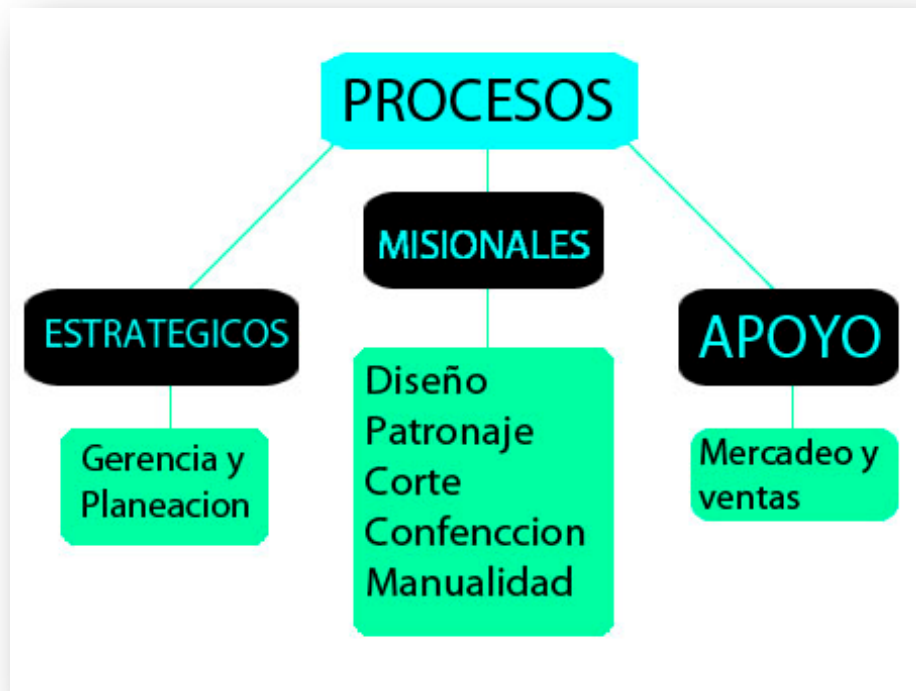 PROCESOS
MISIONALES
ESTRATEGICOS
APOYO
Gerencia y
Planeacion
Diseño
Patronaje
Corte
Confenccion
Manualidad
Mercadeo y
ventas